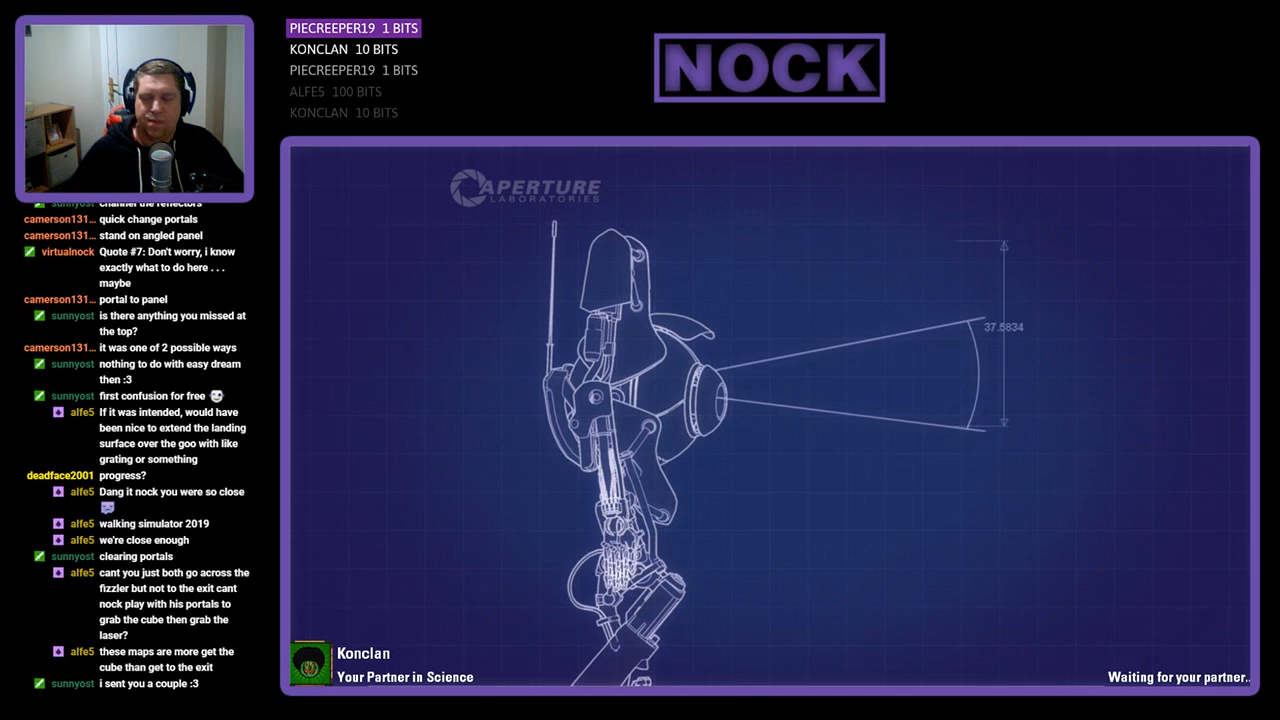 PIECREEPER19 1 BITS
KONCLAN 10 BITS
PIECREEPER19 1 BITS
ALFE5 100 BITS
KONCLAN 10 BITS
NOCK
APERTURE
LABORATORIES
37.5834
sunnyost channel the reflectors
camerson131... quick change portals
camerson131... stand on angled panel
virtualnock Quote #7: Don't worry, i know
exactly what to do here . . .
maybe
camerson131... portal to panel
sunnyost is there anything you missed at
the top?
camerson131... it was one of 2 possible ways
sunnyost nothing to do with easy dream
then :3
sunnyost first confusion for free
alfe5 If it was intended, would have
been nice to extend the landing
surface over the goo with like
grating or something
deadface2001 progress?
alfe5 Dang it nock you were so close
alfe5 walking simulator 2019
alfe5 we're close enough
sunnyost clearing portals
alfe5 cant you just both go across the
fizzler but not to the exit cant
nock play with his portals to
grab the cube then grab the
laser?
alfe5 these maps are more get the
cube than get to the exit
sunnyost i sent you a couple :3
Konclan
Your Partner in Science
Waiting for your partner..